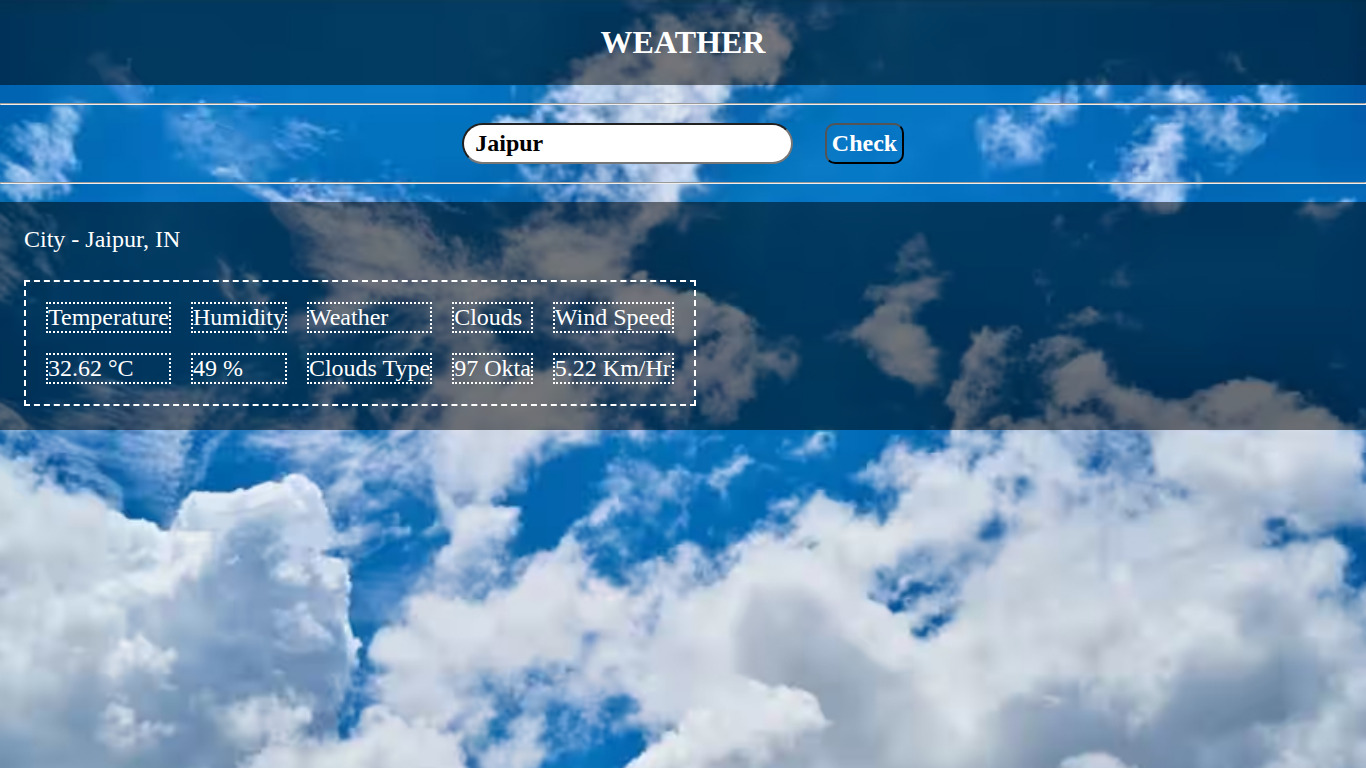 WEATHER
Jaipur Check
City - Jaipur, IN
Temperature Humidity Weather Clouds Wind Speed
32.62 °C 49 % Clouds Type 97 Okta 5.22 Km/Hr